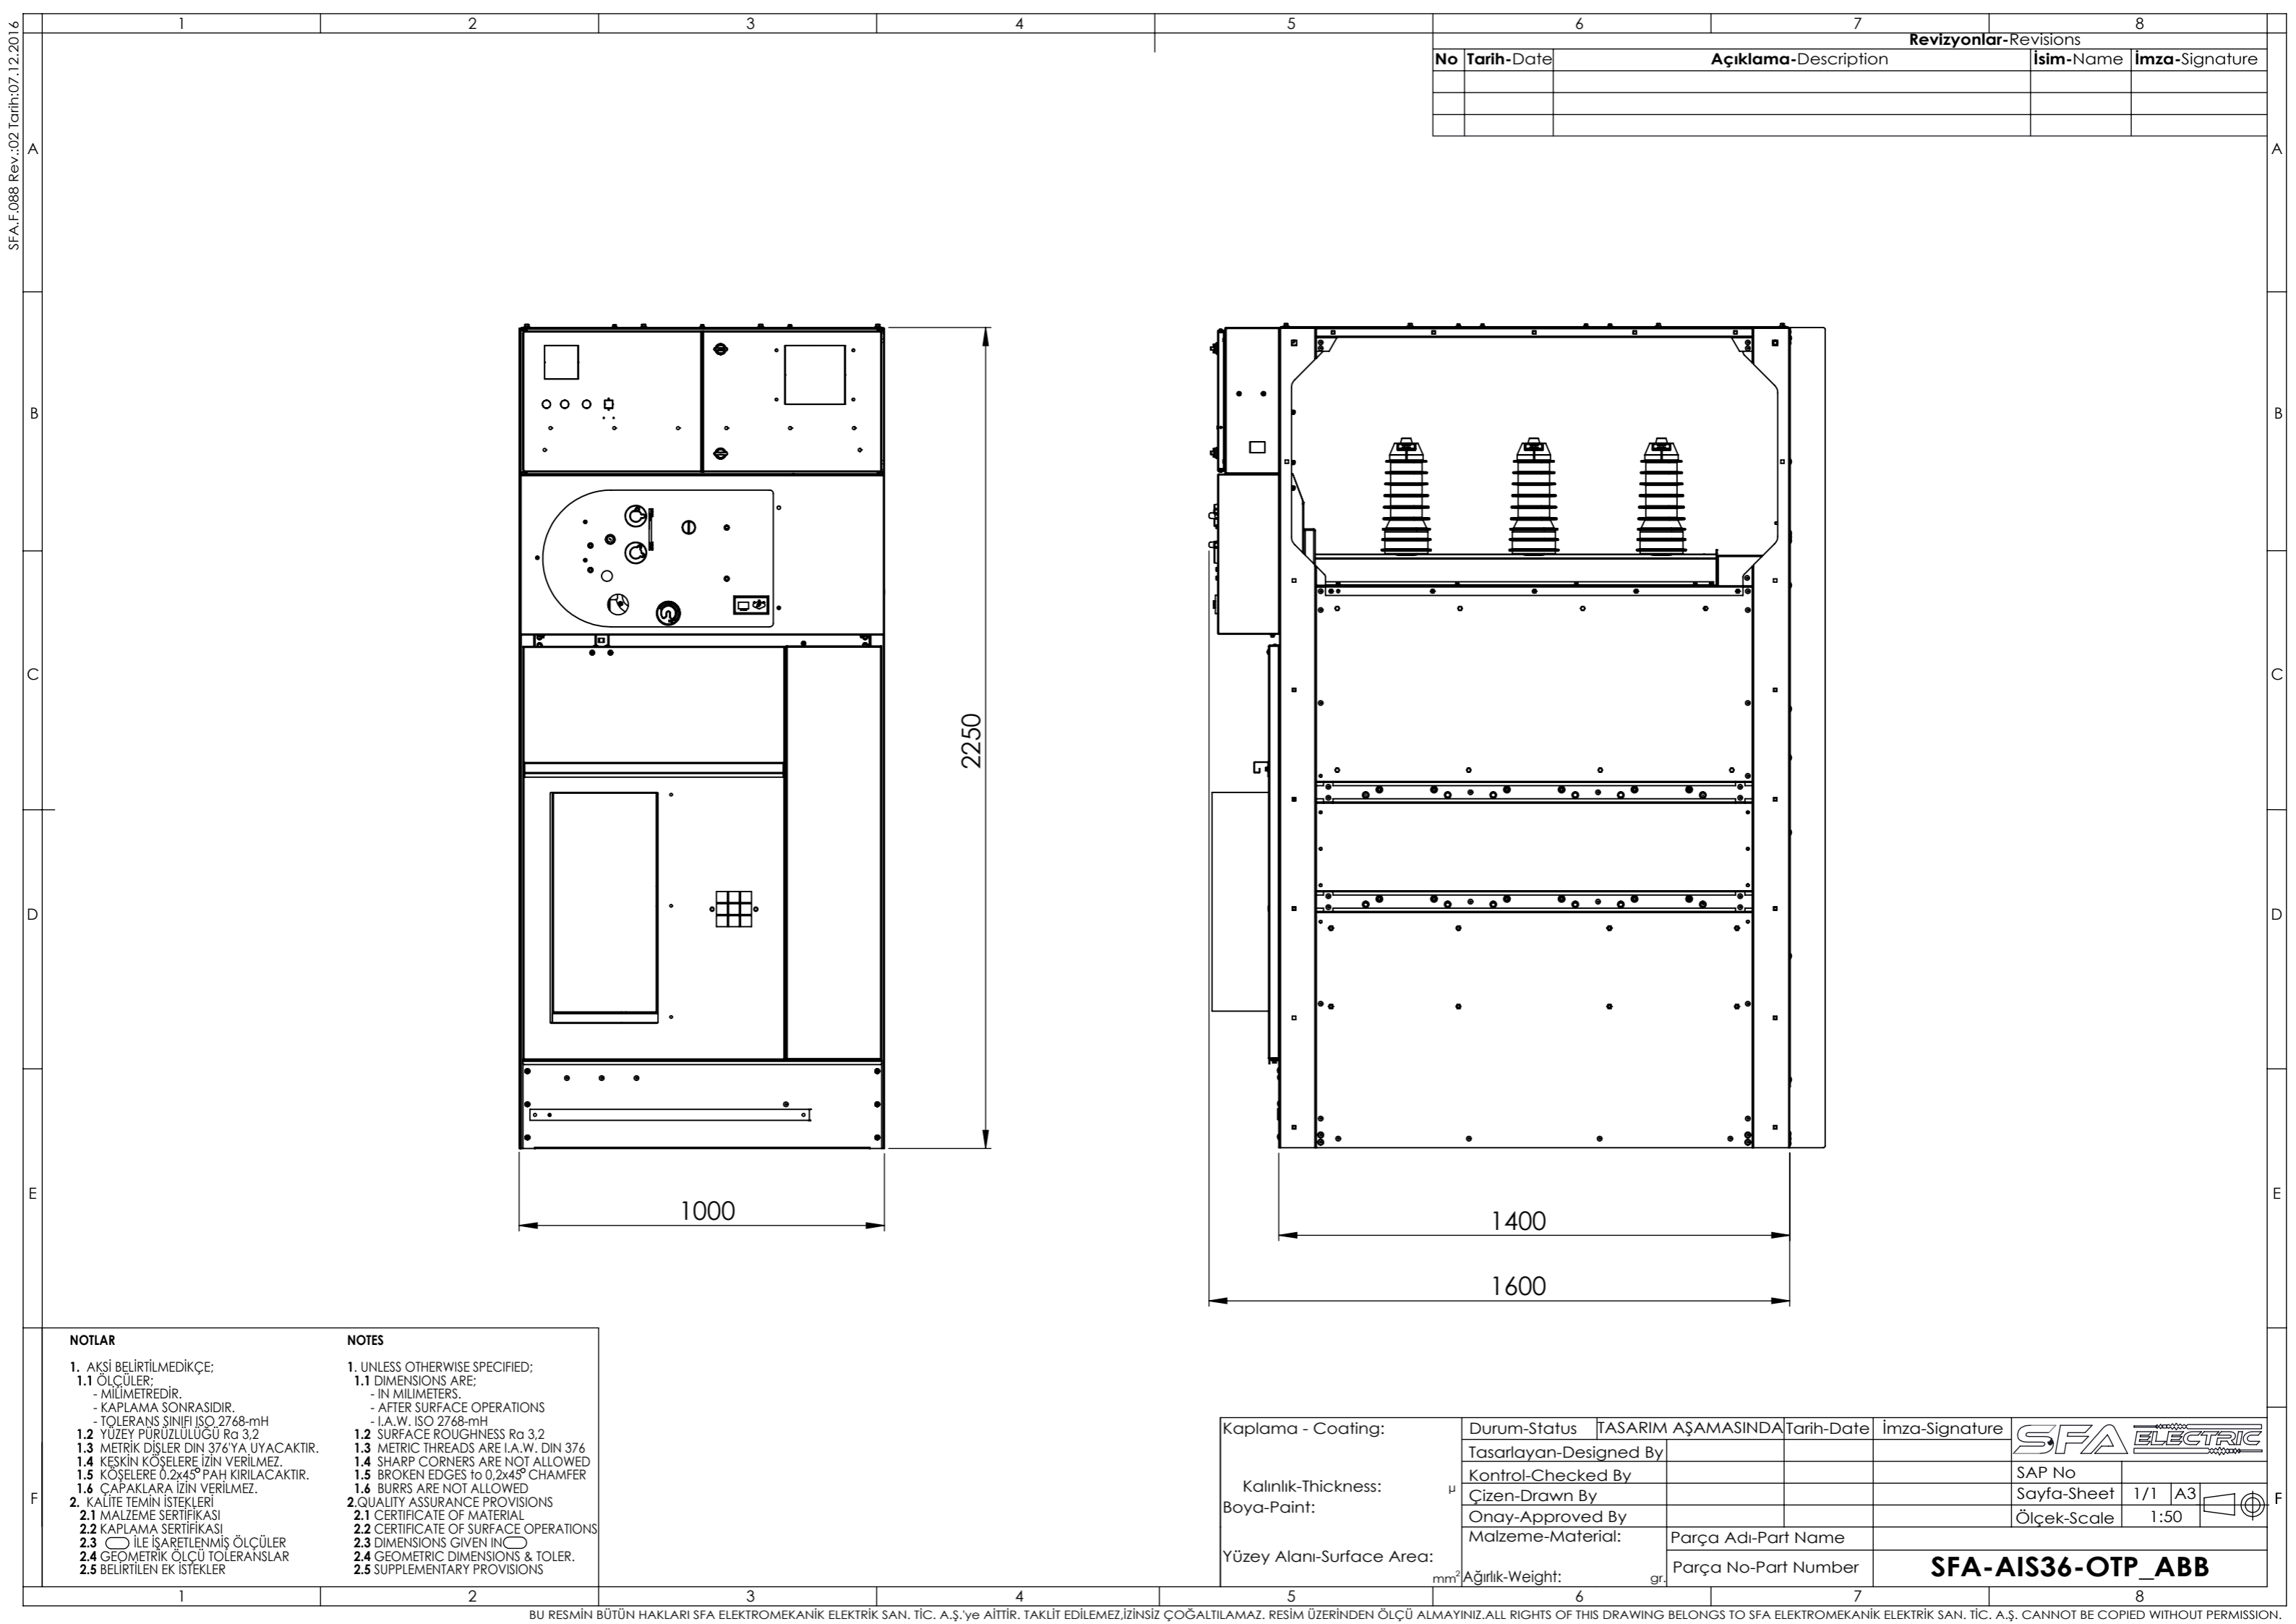 1 2 3 4 5 6 7 8
SFA.F.088 Rev.:02 Tarih:07.12.2016
Revizyonlar-Revisions
No Tarih-Date Açıklama-Description İsim-Name İmza-Signature
A A
B B
C C
D D
E E
F F
2250
1000
1400
1600
NOTLAR
1. AKSİ BELİRTİLMEDİKÇE;
1.1 ÖLÇÜLER;
- MİLİMETREDİR.
- KAPLAMA SONRASIDIR.
- TOLERANS SINIFI ISO 2768-mH
1.2 YÜZEY PÜRÜZLÜLÜĞÜ Ra 3,2
1.3 METRİK DİŞLER DIN 376'YA UYACAKTIR.
1.4 KESKİN KÖŞELERE İZİN VERİLMEZ.
1.5 KÖŞELERE 0.2x45° PAH KIRILACAKTIR.
1.6 ÇAPAKLARA İZİN VERİLMEZ.
2. KALİTE TEMİN İSTEKLERİ
2.1 MALZEME SERTİFİKASI
2.2 KAPLAMA SERTİFİKASI
2.3 İLE İŞARETLENMİŞ ÖLÇÜLER
2.4 GEOMETRİK ÖLÇÜ TOLERANSLAR
2.5 BELİRTİLEN EK İSTEKLER
NOTES
1. UNLESS OTHERWISE SPECIFIED;
1.1 DIMENSIONS ARE;
- IN MILIMETERS.
- AFTER SURFACE OPERATIONS
- I.A.W. ISO 2768-mH
1.2 SURFACE ROUGHNESS Ra 3,2
1.3 METRIC THREADS ARE I.A.W. DIN 376
1.4 SHARP CORNERS ARE NOT ALLOWED
1.5 BROKEN EDGES to 0,2x45° CHAMFER
1.6 BURRS ARE NOT ALLOWED
2.QUALITY ASSURANCE PROVISIONS
2.1 CERTIFICATE OF MATERIAL
2.2 CERTIFICATE OF SURFACE OPERATIONS
2.3 DIMENSIONS GIVEN IN
2.4 GEOMETRIC DIMENSIONS & TOLER.
2.5 SUPPLEMENTARY PROVISIONS
Kaplama - Coating:
Kalınlık-Thickness: µ
Boya-Paint:
Yüzey Alanı-Surface Area:
mm²
Durum-Status TASARIM AŞAMASINDA Tarih-Date İmza-Signature
Tasarlayan-Designed By
Kontrol-Checked By
Çizen-Drawn By
Onay-Approved By
Malzeme-Material:
Ağırlık-Weight: gr.
Parça Adı-Part Name
Parça No-Part Number SFA-AIS36-OTP_ABB
SFA ELECTRIC
SAP No
Sayfa-Sheet 1/1 A3
Ölçek-Scale 1:50
1 2 3 4 5 6 7 8
BU RESMİN BÜTÜN HAKLARI SFA ELEKTROMEKANİK ELEKTRİK SAN. TİC. A.Ş.'ye AİTTİR. TAKLİT EDİLEMEZ,İZİNSİZ ÇOĞALTILAMAZ. RESİM ÜZERİNDEN ÖLÇÜ ALMAYINIZ.ALL RIGHTS OF THIS DRAWING BELONGS TO SFA ELEKTROMEKANİK ELEKTRİK SAN. TİC. A.Ş. CANNOT BE COPIED WITHOUT PERMISSION.